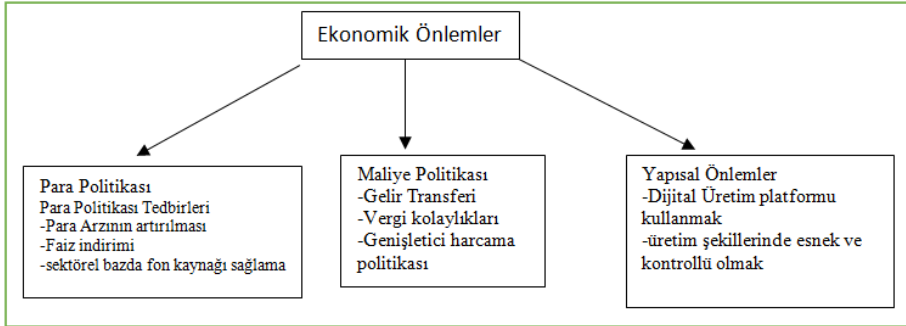 Ekonomik Önlemler
Para Politikası
Para Politikası Tedbirleri
-Para Arzının artırılması
-Faiz indirimi
-sektörel bazda fon kaynağı sağlama
Maliye Politikası
-Gelir Transferi
-Vergi kolaylıkları
-Genişletici harcama
politikası
Yapısal Önlemler
-Dijital Üretim platformu
kullanmak
-üretim şekillerinde esnek ve
kontrollü olmak